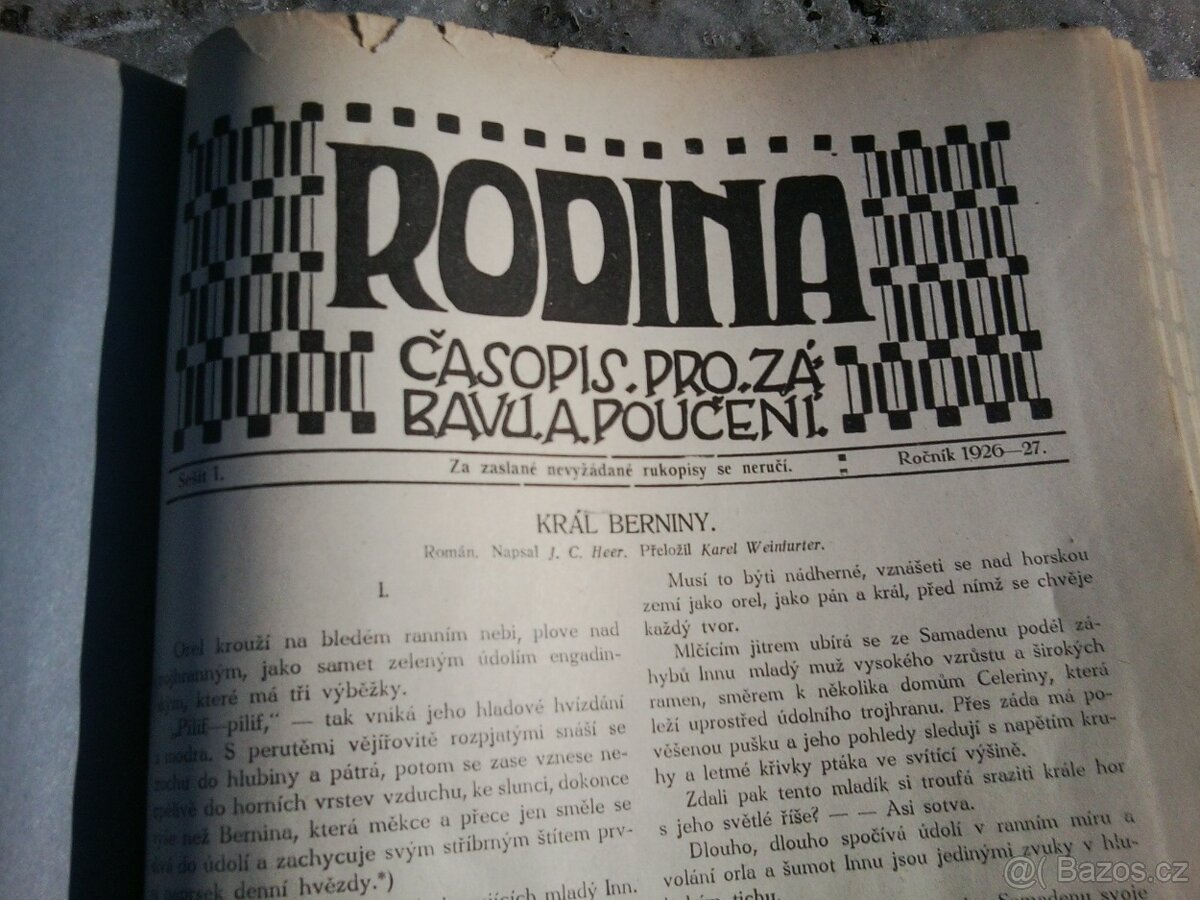 RODINA
ČASOPIS. PRO. ZÁ-
BAVU. A. POUČENÍ.
Sešit 1.
Za zaslané nevyžádané rukopisy se neručí.
Ročník 1926—27.
KRÁL BERNINY.
Román. Napsal J. C. Heer. Přeložil Karel Weinfurter.
I.
Orel krouží na bledém ranním nebi, plove nad
jako samet zeleným údolím engadin-
které má tři výběžky.
„Pilif—pilif,“ — tak vniká jeho hladové hvízdání
z modra. S perutěmi vějířovitě rozpjatými snáší se
do hlubiny a pátrá, potom se zase vznese ne-
do horních vrstev vzduchu, ke slunci, dokonce
než Bernina, která měkce a přece jen směle se
do údolí a zachycuje svým stříbrným štítem prv-
denní hvězdy.*)
mladý Inn.
Musí to býti nádherné, vznášeti se nad horskou
zemí jako orel, jako pán a král, před nímž se chvěje
každý tvor.
Mlčícím jitrem ubírá se ze Samadenu podél zá-
hybů Innu mladý muž vysokého vzrůstu a širokých
ramen, směrem k několika domům Celeriny, která
leží uprostřed údolního trojhranu. Přes záda má po-
věšenou pušku a jeho pohledy sledují s napětím kru-
hy a letmé křivky ptáka ve svítící výšině.
Zdali pak tento mladík si troufá sraziti krále hor
s jeho světlé říše? — — Asi sotva.
Dlouho, dlouho spočívá údolí v ranním míru a
volání orla a šumot Innu jsou jedinými zvuky v hlu-
tichu.
Samadenu svoje
@( Bazos.cz